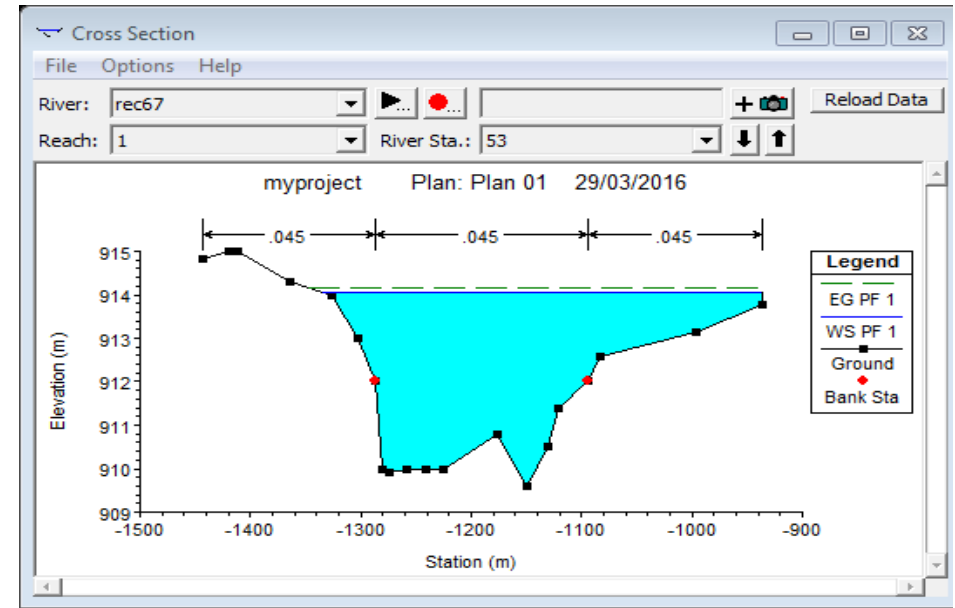 Cross Section
File Options Help
River: rec67 Reload Data
Reach: 1 River Sta.: 53
myproject Plan: Plan 01 29/03/2016
.045 .045 .045
915
914
913
912
911
910
909
-1500 -1400 -1300 -1200 -1100 -1000 -900
Elevation (m)
Station (m)
Legend
EG PF 1
WS PF 1
Ground
Bank Sta